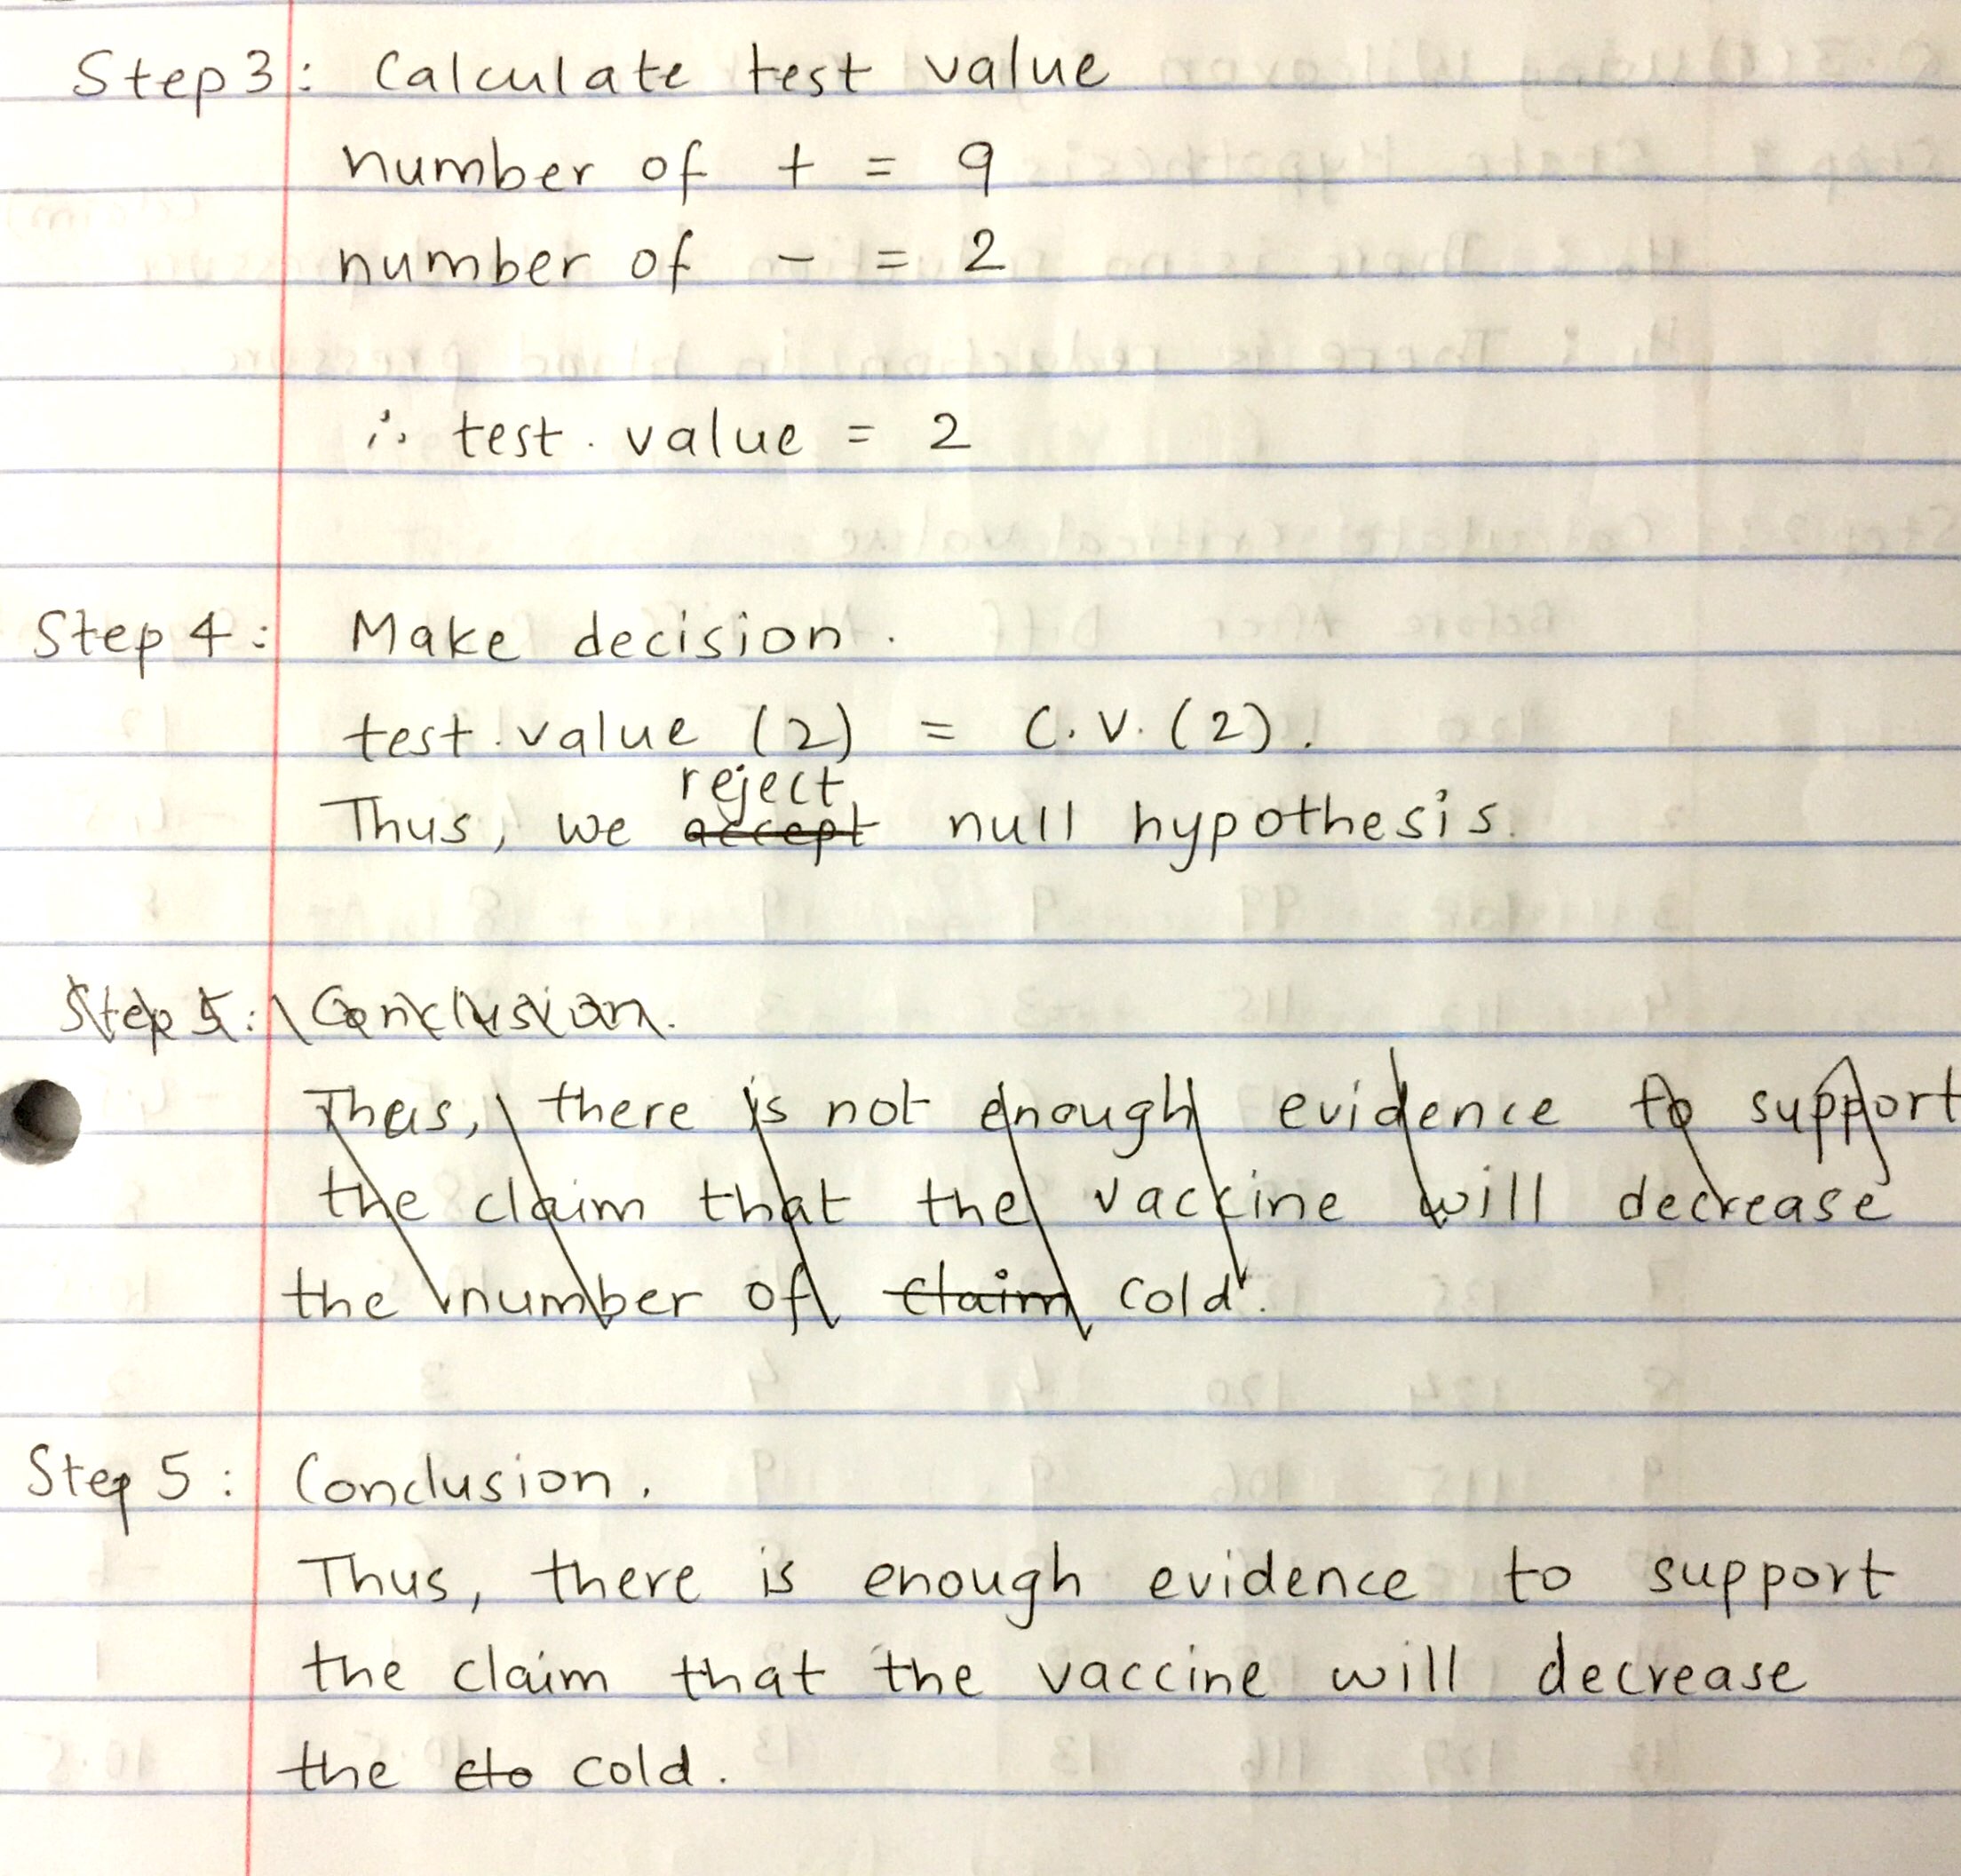 Step 3: Calculate test value
number of + = 9
number of - = 2
∴ test. value = 2
Step 4: Make decision.
test. value (2) = C.V. (2).
reject
Thus, we accept null hypothesis.
Step 5: Conclusion.
Thus, there is not enough evidence to support
the claim that the vaccine will decrease
the number of claim cold.
Step 5: Conclusion.
Thus, there is enough evidence to support
the claim that the vaccine will decrease
the clo cold.